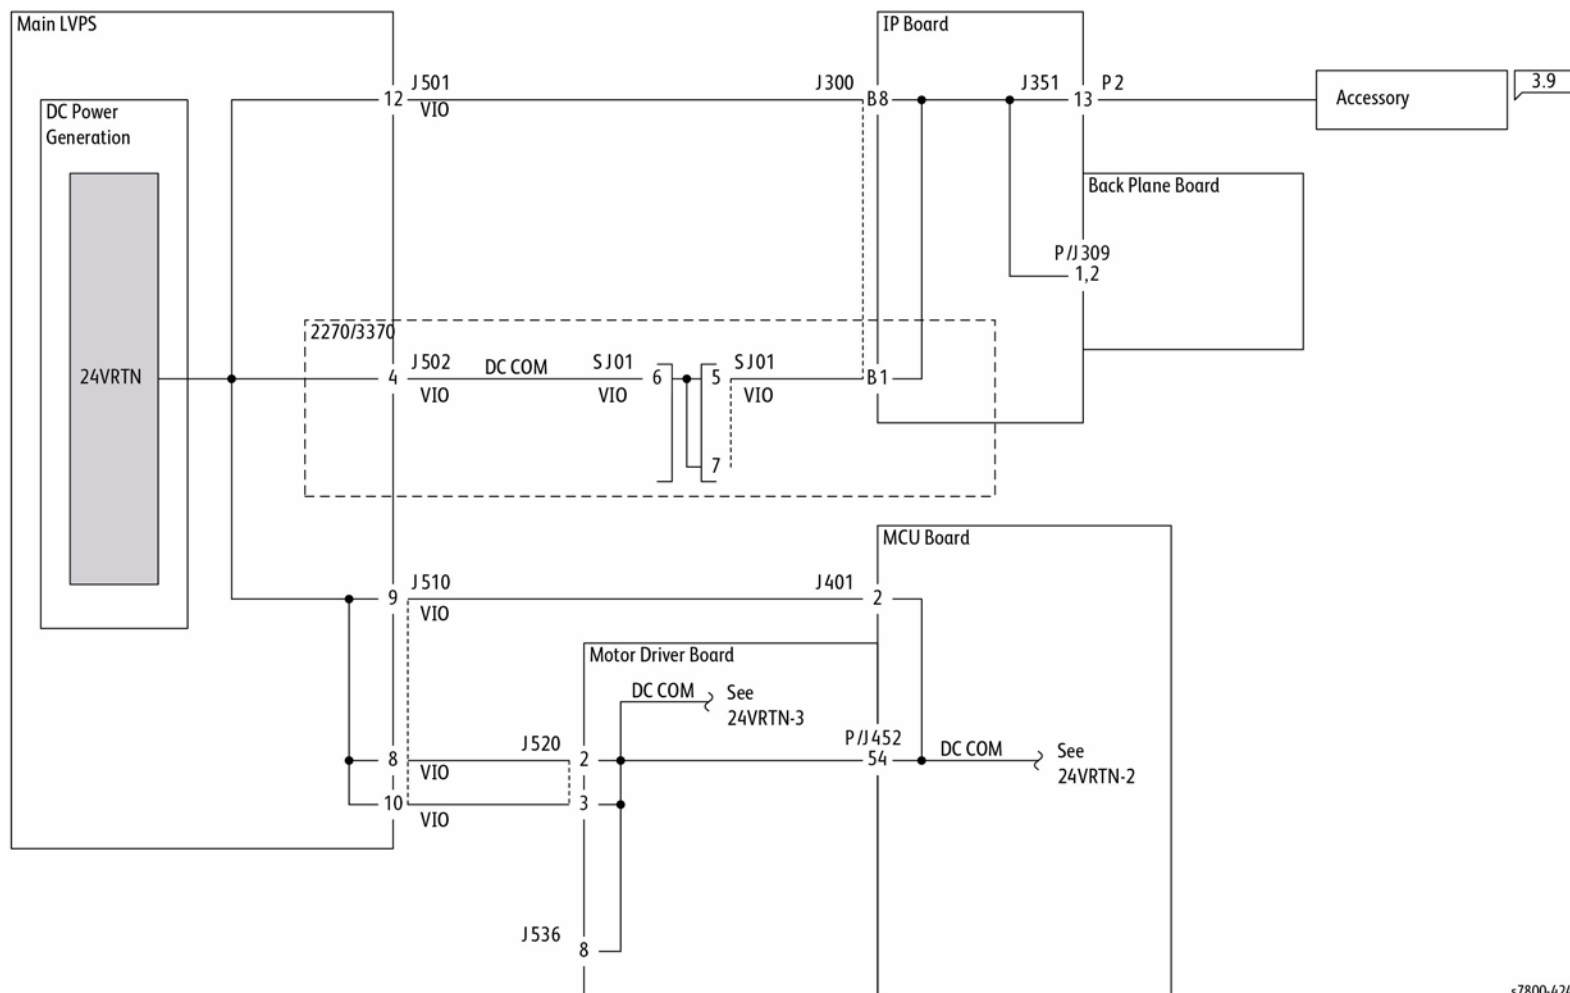 Main LVPS
IP Board
J501
J300
J351
P2
3.9
12
VIO
B8
13
Accessory
DC Power
Generation
Back Plane Board
P/J309
1,2
2270/3370
24VRTN
J502
DC COM
SJ01
SJ01
4
6
5
B1
VIO
VIO
VIO
7
MCU Board
J510
J401
9
2
VIO
Motor Driver Board
DC COM
See
24VRTN-3
J520
P/J452
8
2
54
DC COM
See
24VRTN-2
VIO
10
3
VIO
J536
8